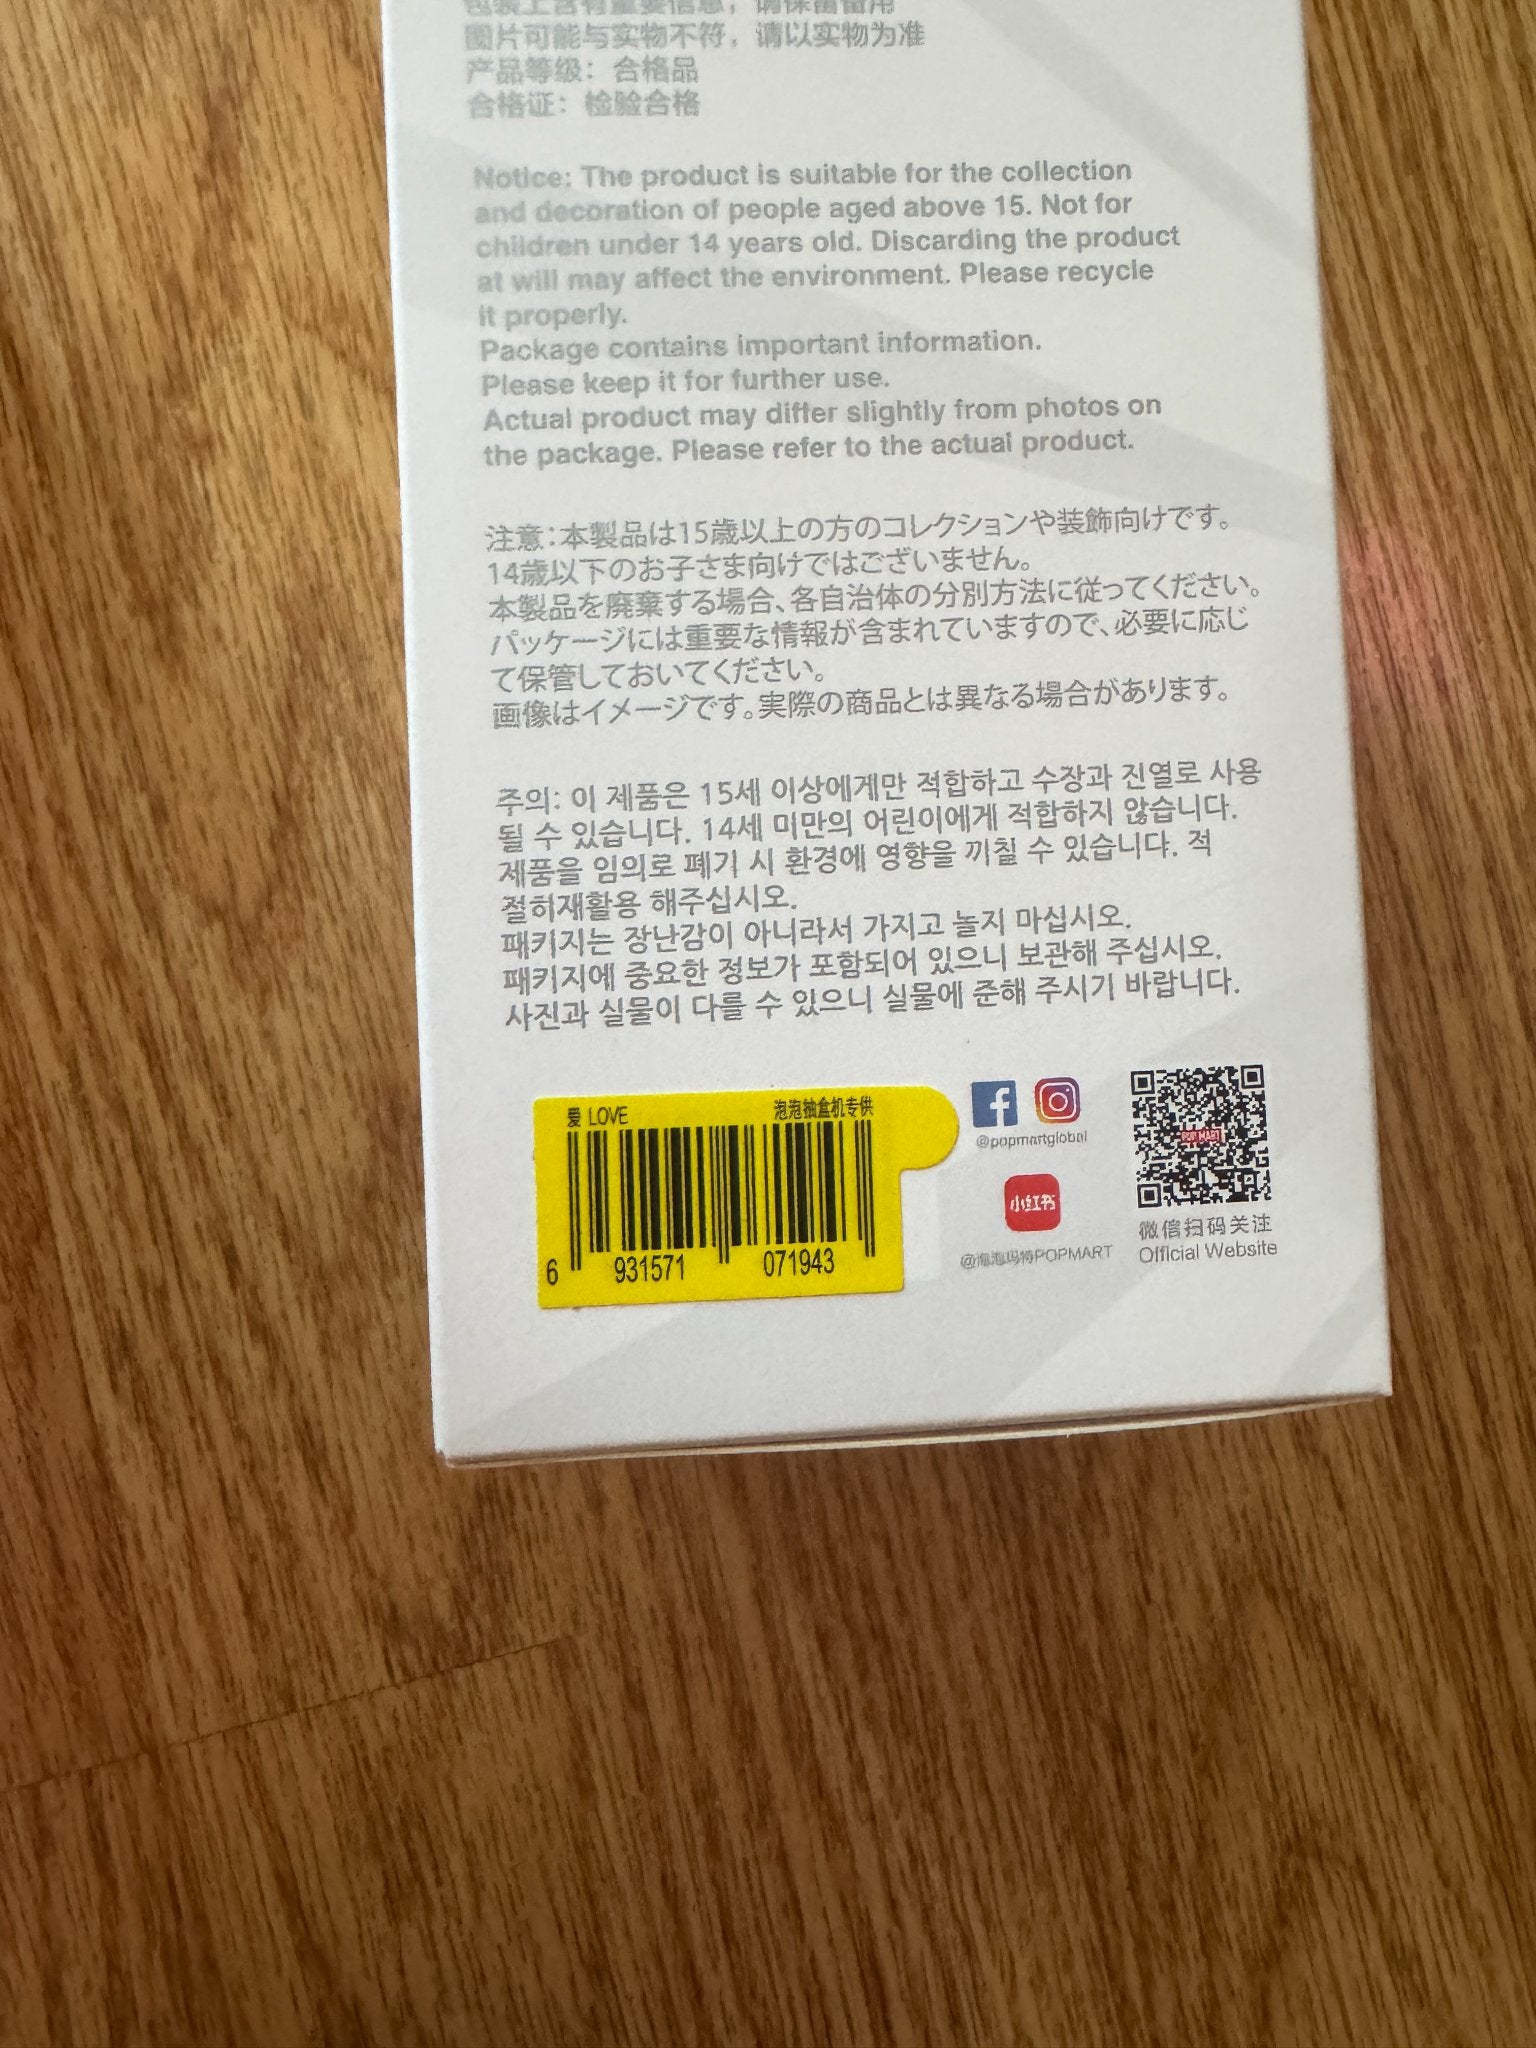 包装上含有重要信息，请保留备用
图片可能与实物不符，请以实物为准
产品等级：合格品
合格证：检验合格
Notice: The product is suitable for the collection
and decoration of people aged above 15. Not for
children under 14 years old. Discarding the product
at will may affect the environment. Please recycle
it properly.
Package contains important information.
Please keep it for further use.
Actual product may differ slightly from photos on
the package. Please refer to the actual product.
注意：本製品は15歳以上の方のコレクションや装飾向けです。
14歳以下のお子さま向けではございません。
本製品を廃棄する場合、各自治体の分別方法に従ってください。
パッケージには重要な情報が含まれていますので、必要に応じ
て保管しておいてください。
画像はイメージです。実際の商品とは異なる場合があります。
주의: 이 제품은 15세 이상에게만 적합하고 수장과 진열로 사용
될 수 있습니다. 14세 미만의 어린이에게 적합하지 않습니다.
제품을 임의로 폐기 시 환경에 영향을 끼칠 수 있습니다. 적
절히재활용 해주십시오.
패키지는 장난감이 아니라서 가지고 놀지 마십시오.
패키지에 중요한 정보가 포함되어 있으니 보관해 주십시오.
사진과 실물이 다를 수 있으니 실물에 준해 주시기 바랍니다.
爱 LOVE 泡泡抽盒机专供
6 931571 071943
@popmartglobal
小红书
@泡泡玛特POPMART
POP MART
微信扫码关注
Official Website